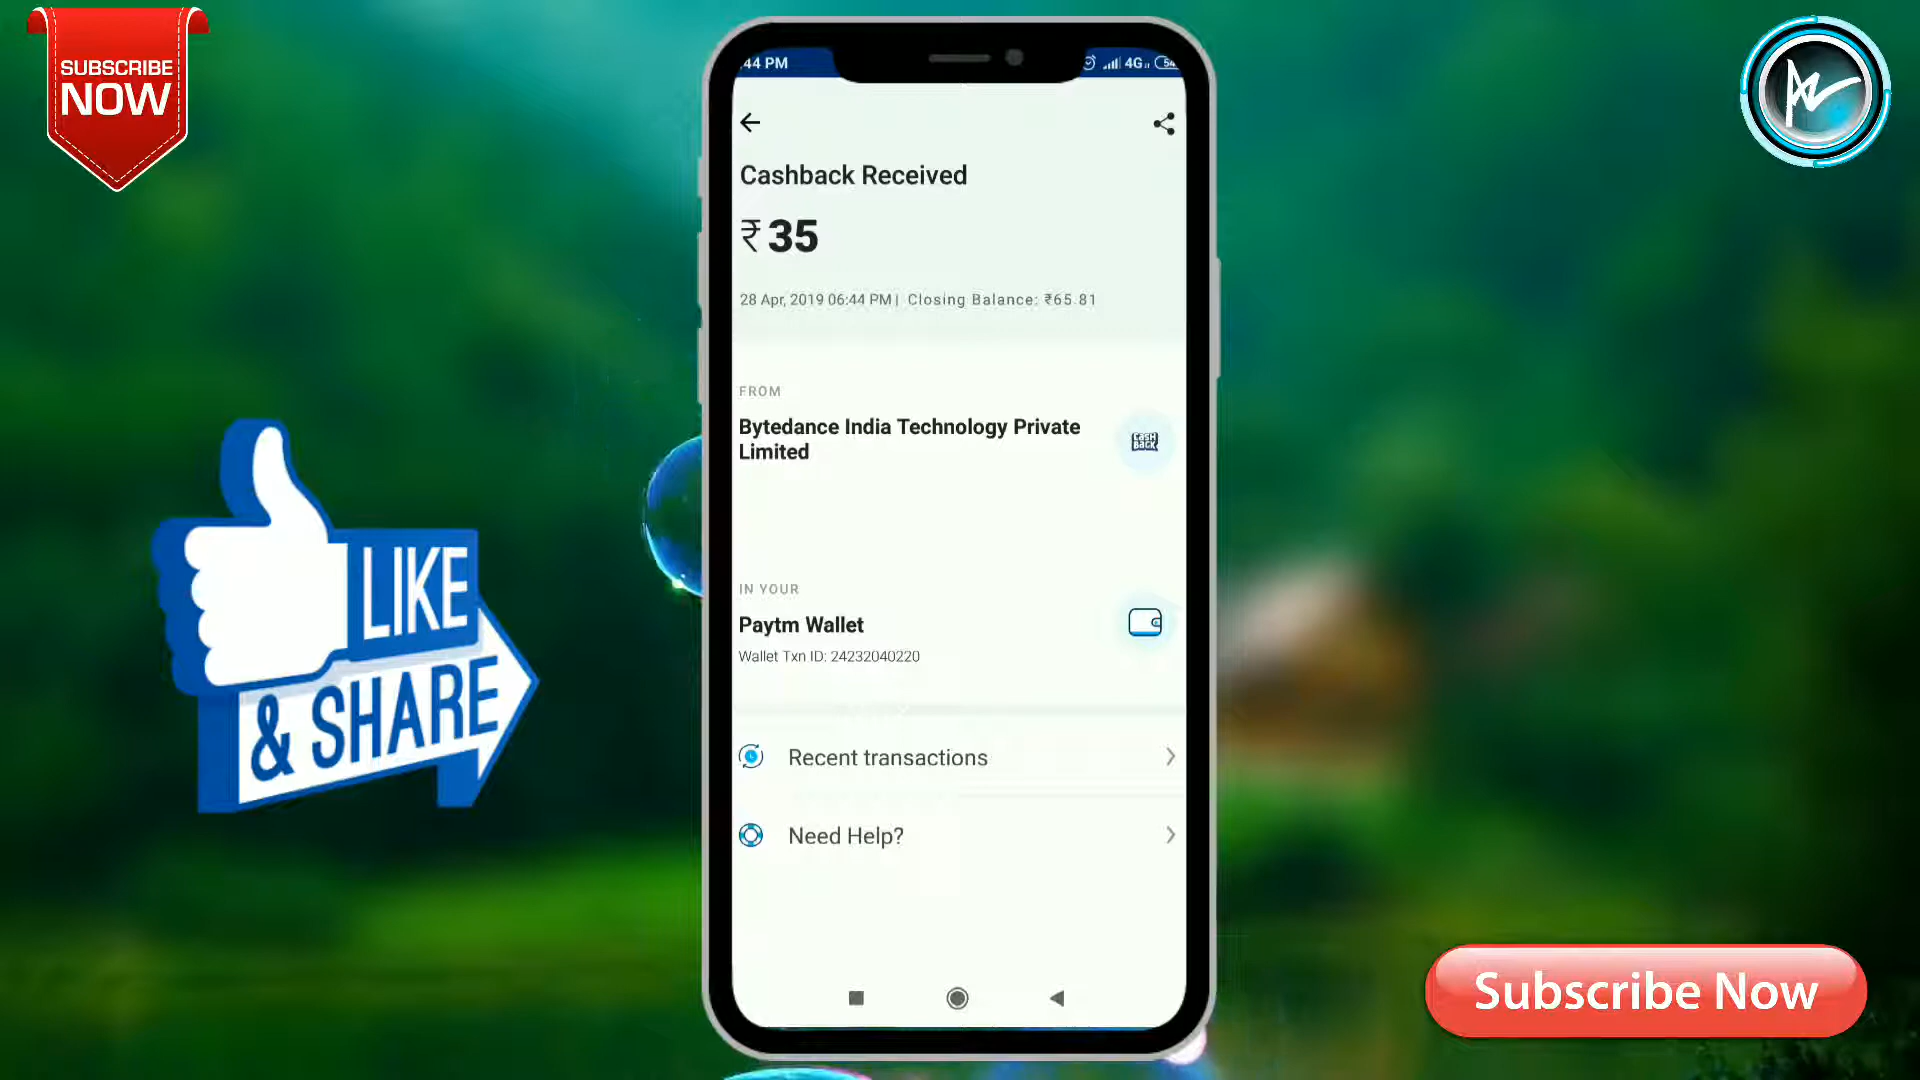 SUBSCRIBE
NOW
44 PM
4G
54
Cashback Received
₹35
28 Apr, 2019 06:44 PM | Closing Balance: ₹65.81
FROM
Bytedance India Technology Private
Limited
CASH
BACK
IN YOUR
Paytm Wallet
Wallet Txn ID: 24232040220
LIKE
& SHARE
Recent transactions
Need Help?
Subscribe Now